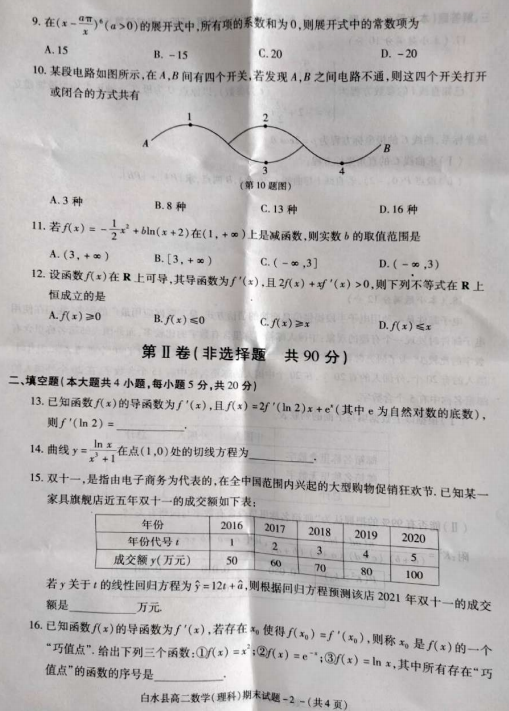 9. 在(x - aπ/x)⁶(a>0)的展开式中,所有项的系数和为0,则展开式中的常数项为
A. 15 B. -15 C. 20 D. -20
10. 某段电路如图所示,在A,B间有四个开关,若发现A,B之间电路不通,则这四个开关打开
或闭合的方式共有
1 2
A B
3 4
(第10题图)
A. 3种 B. 8种 C. 13种 D. 16种
11. 若f(x) = -1/2x² + bln(x+2)在(1,+∞)上是减函数,则实数b的取值范围是
A. (3,+∞) B. [3,+∞) C. (-∞,3] D. (-∞,3)
12. 设函数f(x)在R上可导,其导函数为f'(x),且2f(x)+xf'(x)>0,则下列不等式在R上
恒成立的是
A. f(x)≥0 B. f(x)≤0 C. f(x)≥x D. f(x)≤x
第Ⅱ卷(非选择题 共90分)
二、填空题(本大题共4小题,每小题5分,共20分)
13. 已知函数f(x)的导函数为f'(x),且f(x)=2f'(ln 2)x+eˣ(其中e为自然对数的底数),
则f'(ln 2)=________.
14. 曲线y=ln x/(x²+1)在点(1,0)处的切线方程为________.
15. 双十一,是指由电子商务为代表的,在全中国范围内兴起的大型购物促销狂欢节.已知某一
家具旗舰店近五年双十一的成交额如下表:
年份 2016 2017 2018 2019 2020
年份代号t 1 2 3 4 5
成交额y(万元) 50 60 70 80 100
若y关于t的线性回归方程为ŷ=12t+â,则根据回归方程预测该店2021年双十一的成交
额是________万元.
16. 已知函数f(x)的导函数为f'(x),若存在x₀使得f(x₀)=f'(x₀),则称x₀是f(x)的一个
“巧值点”.给出下列三个函数:①f(x)=x²;②f(x)=e⁻ˣ;③f(x)=ln x,其中所有存在“巧
值点”的函数的序号是________.
白水县高二数学(理科)期末试题-2-(共4页)